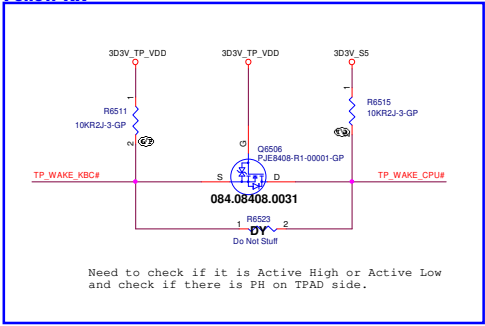 3D3V_TP_VDD 3D3V_TP_VDD 3D3V_S5
1 1
R6511 R6515
10KR2J-3-GP 10KR2J-3-GP
2 G
Q6506
PJE8408-R1-00001-GP
TP_WAKE_KBC# S D TP_WAKE_CPU#
084.08408.0031
R6523
1 2
DY
Do Not Stuff
Need to check if it is Active High or Active Low
and check if there is PH on TPAD side.